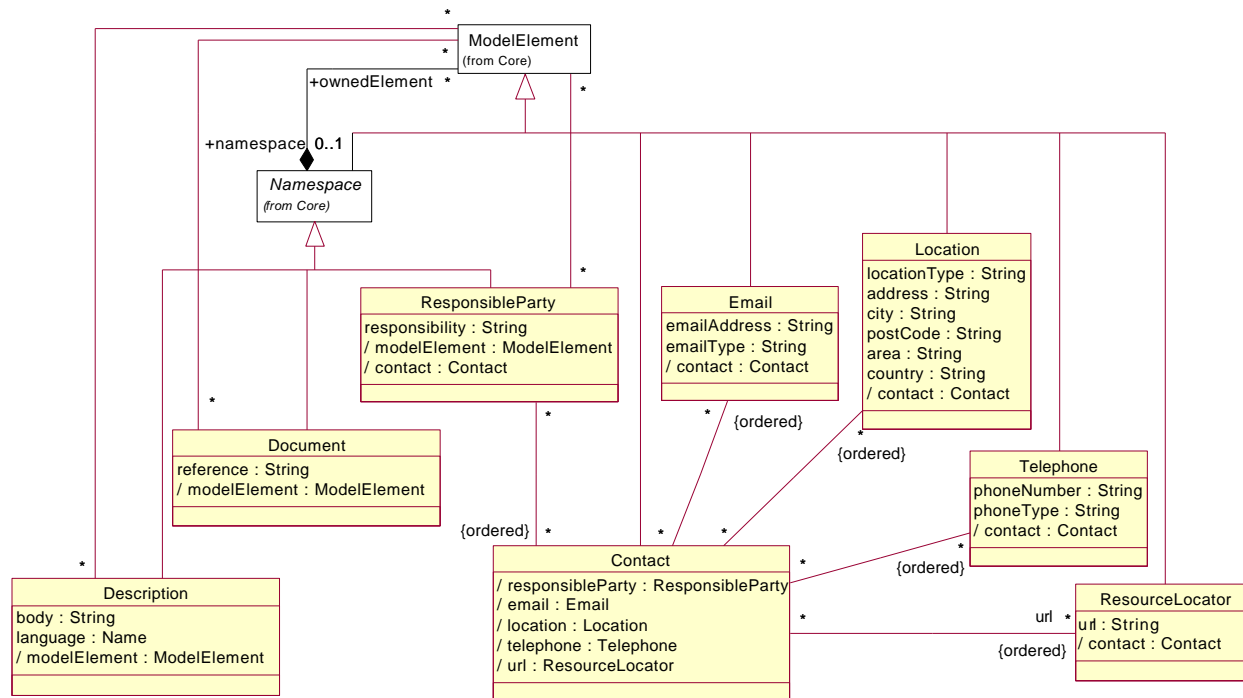 *
ModelElement
(from Core)
*
+ownedElement *
*
+namespace 0..1
Namespace
(from Core)
Location
locationType : String
address : String
city : String
postCode : String
area : String
country : String
/ contact : Contact
*
ResponsibleParty
responsibility : String
/ modelElement : ModelElement
/ contact : Contact
Email
emailAddress : String
emailType : String
/ contact : Contact
*
*
*
{ordered}
*
{ordered}
Document
reference : String
/ modelElement : ModelElement
Telephone
phoneNumber : String
phoneType : String
/ contact : Contact
{ordered}
*
*
*
*
*
{ordered}
Contact
/ responsibleParty : ResponsibleParty
/ email : Email
/ location : Location
/ telephone : Telephone
/ url : ResourceLocator
*
Description
body : String
language : Name
/ modelElement : ModelElement
*
url
*
{ordered}
ResourceLocator
url : String
/ contact : Contact